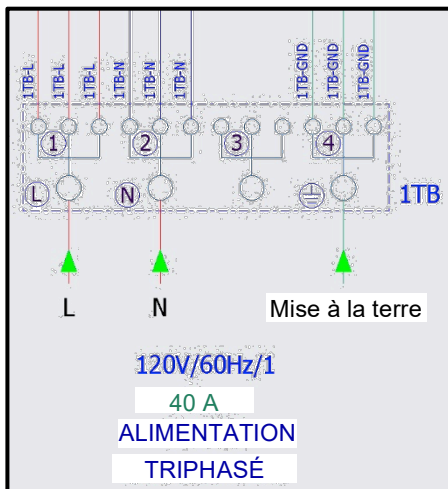 1TB-L 1TB-L 1TB-L 1TB-N 1TB-N 1TB-N 1TB-GND 1TB-GND 1TB-GND
1 2 3 4
L N
1TB
L N Mise à la terre
120V/60Hz/1
40 A
ALIMENTATION
TRIPHASÉ